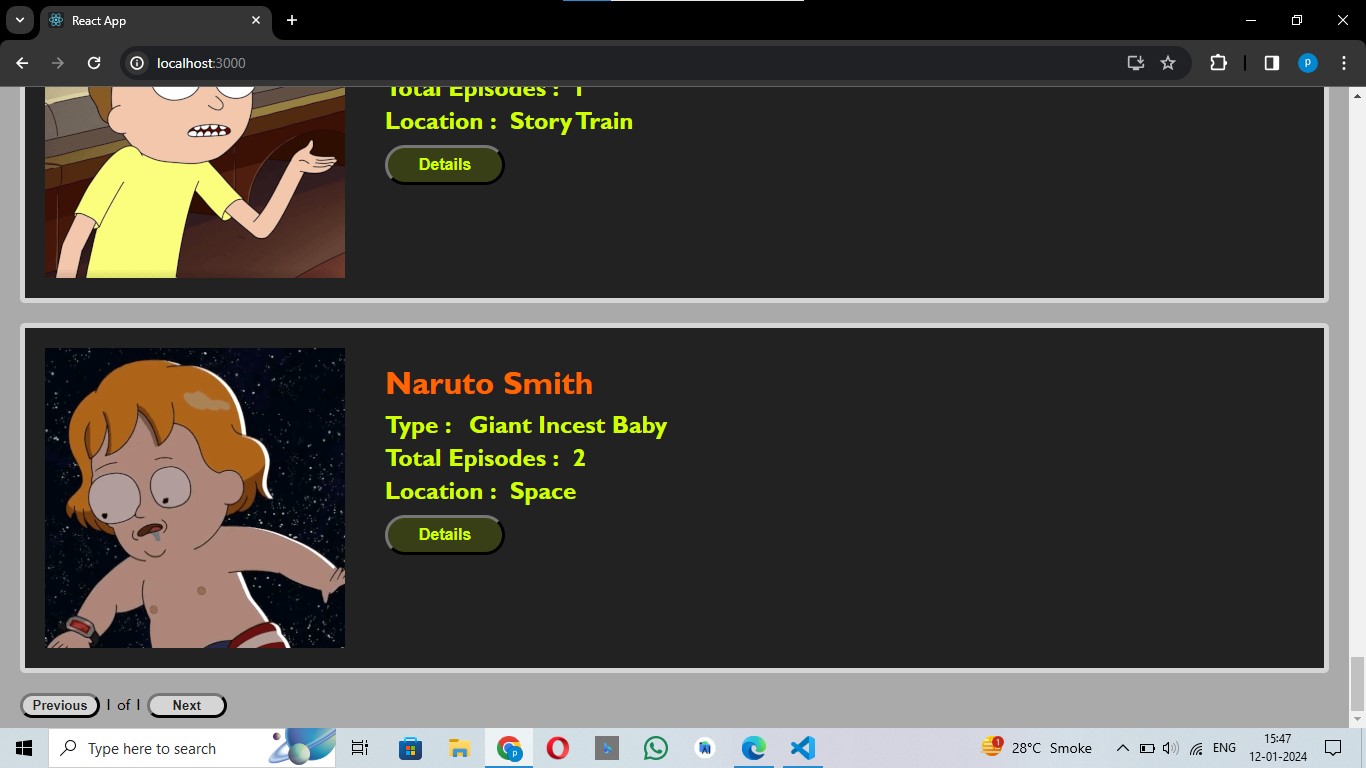 React App
localhost:3000
Total Episodes : 1
Location : Story Train
Details
Naruto Smith
Type : Giant Incest Baby
Total Episodes : 2
Location : Space
Details
Previous 1 of 1 Next
Type here to search
28°C Smoke
ENG
15:47
12-01-2024